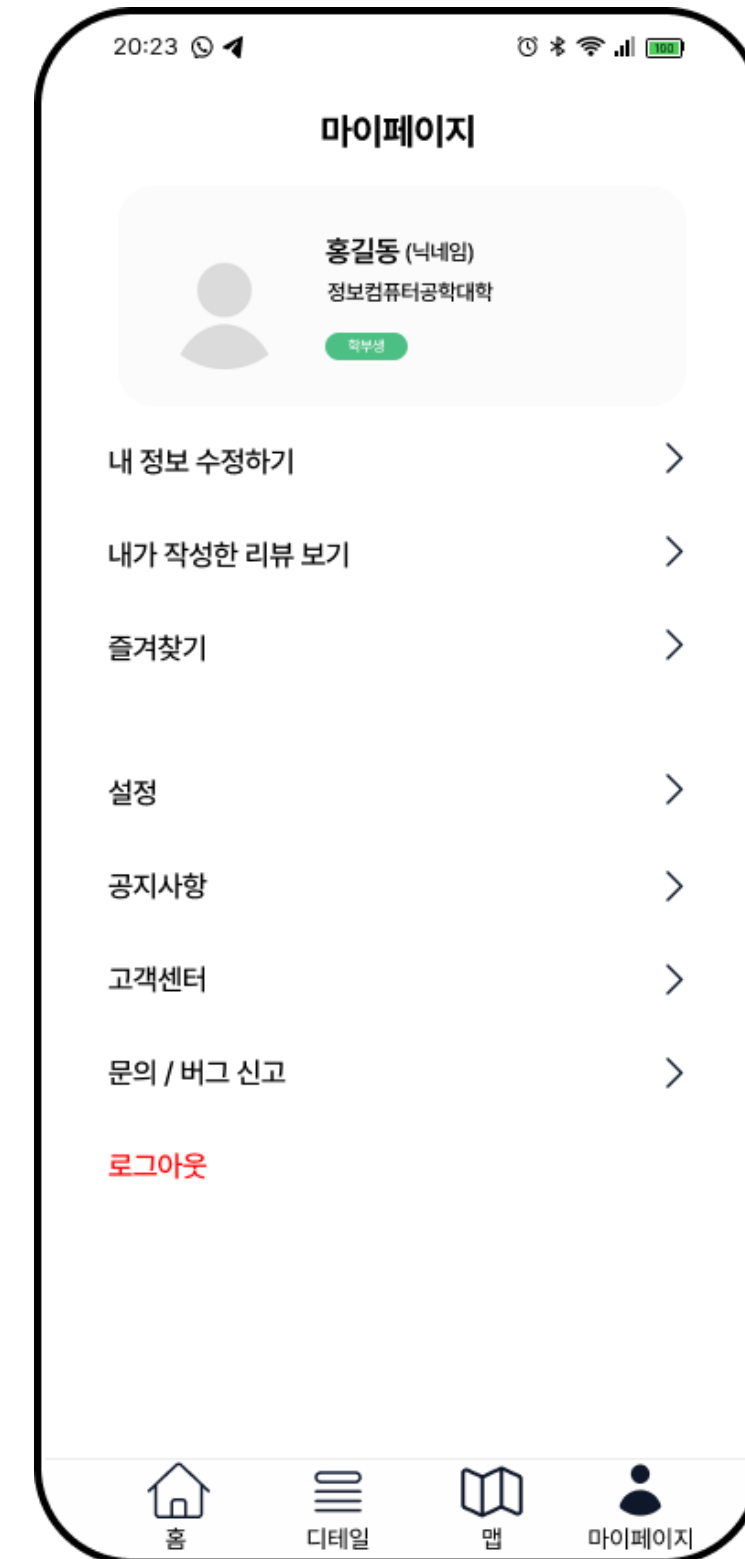 20:23
100
마이페이지
홍길동 (닉네임)
정보컴퓨터공학대학
학부생
내 정보 수정하기
내가 작성한 리뷰 보기
즐겨찾기
설정
공지사항
고객센터
문의 / 버그 신고
로그아웃
홈 디테일 맵 마이페이지